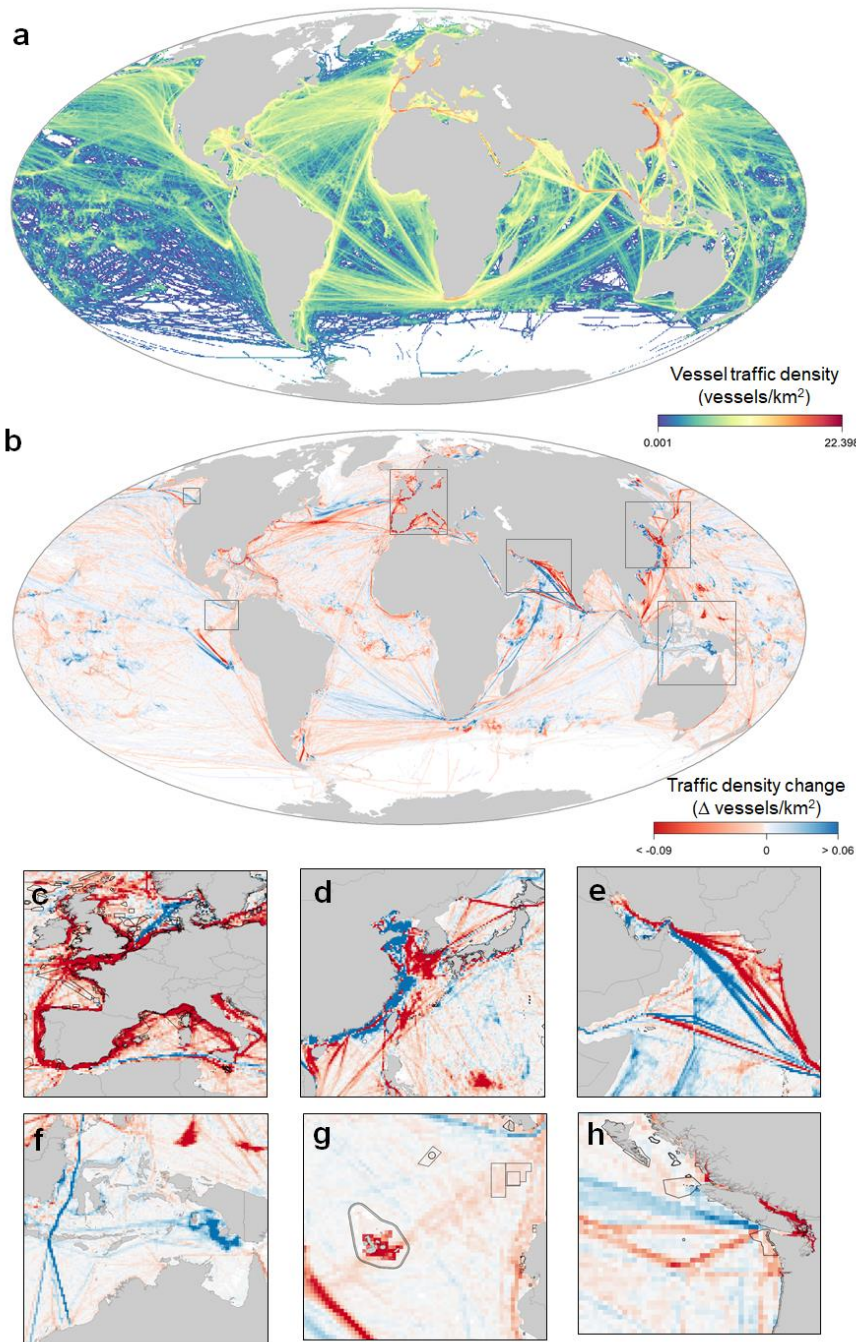 a
Vessel traffic density
(vessels/km²)
0.001
22.398
b
Traffic density change
(Δ vessels/km²)
< -0.09
0
> 0.06
c
d
e
f
g
h